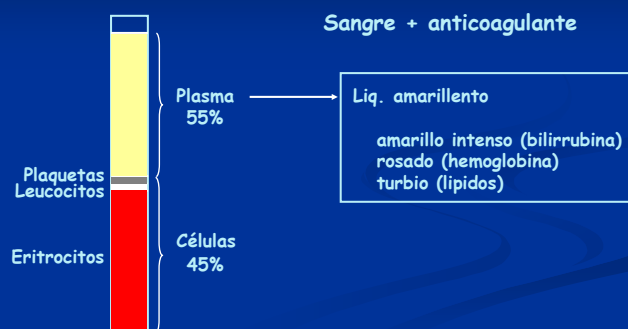 Sangre + anticoagulante
Plasma
55%
Liq. amarillento
amarillo intenso (bilirrubina)
rosado (hemoglobina)
turbio (lipidos)
Plaquetas
Leucocitos
Eritrocitos
Células
45%